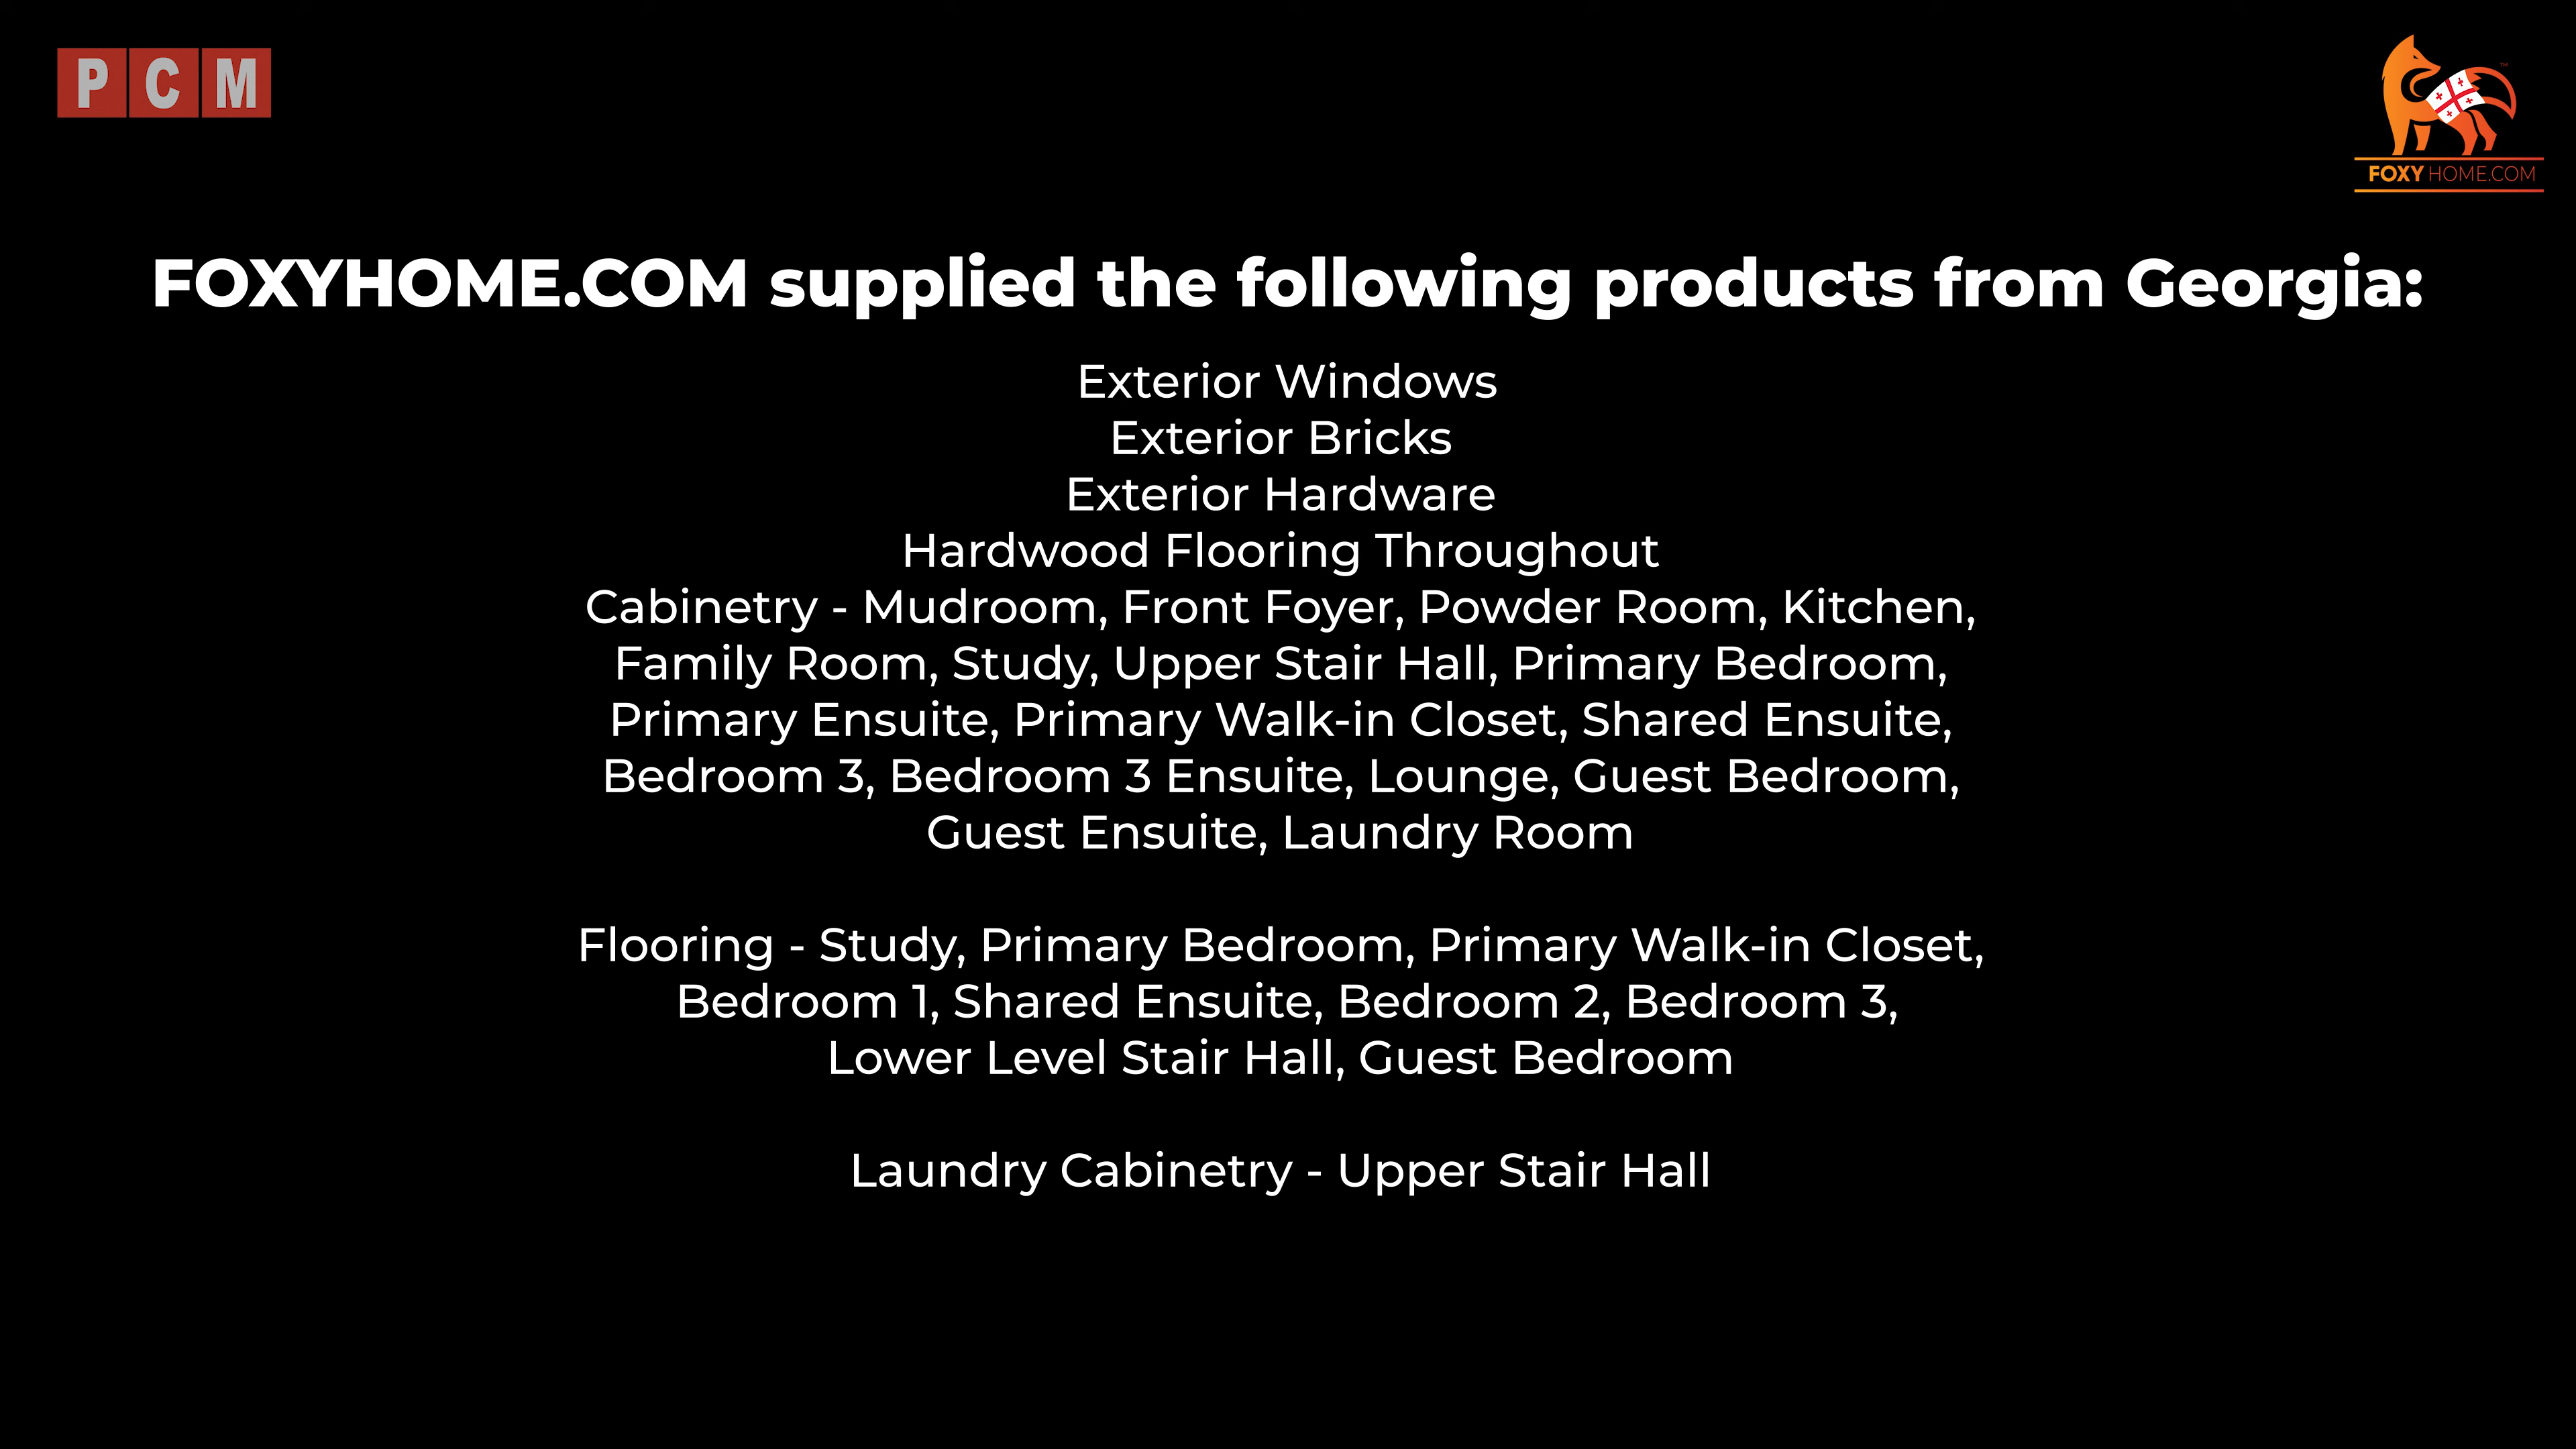 PCM
FOXY HOME.COM
FOXYHOME.COM supplied the following products from Georgia:
Exterior Windows
Exterior Bricks
Exterior Hardware
Hardwood Flooring Throughout
Cabinetry - Mudroom, Front Foyer, Powder Room, Kitchen,
Family Room, Study, Upper Stair Hall, Primary Bedroom,
Primary Ensuite, Primary Walk-in Closet, Shared Ensuite,
Bedroom 3, Bedroom 3 Ensuite, Lounge, Guest Bedroom,
Guest Ensuite, Laundry Room
Flooring - Study, Primary Bedroom, Primary Walk-in Closet,
Bedroom 1, Shared Ensuite, Bedroom 2, Bedroom 3,
Lower Level Stair Hall, Guest Bedroom
Laundry Cabinetry - Upper Stair Hall